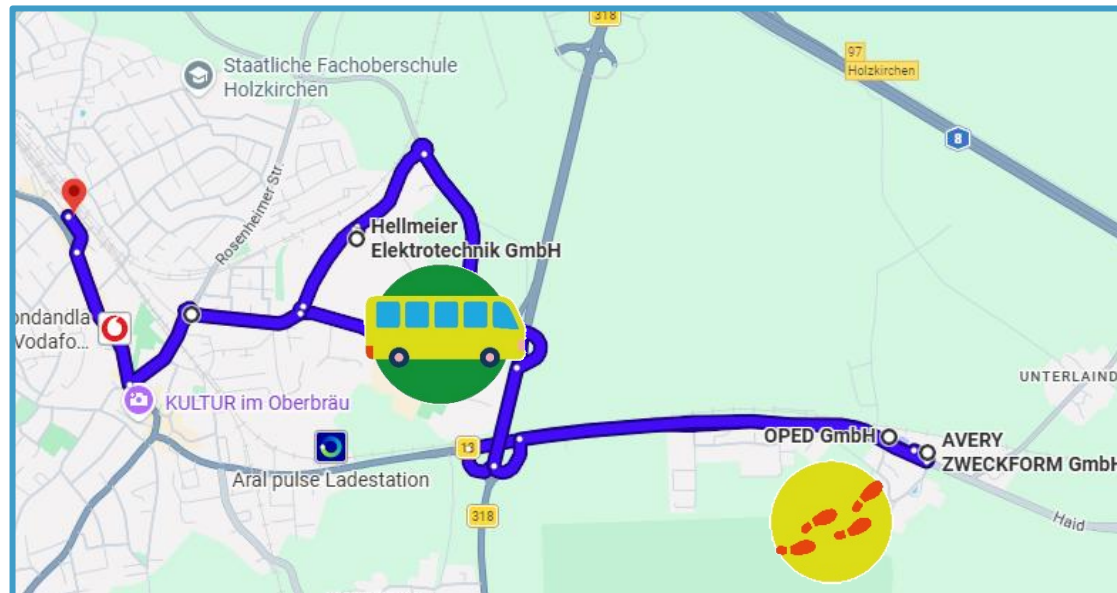 318
97
Holzkirchen
8
Staatliche Fachoberschule
Holzkirchen
Rosenheimer Str.
Hellmeier
Elektrotechnik GmbH
ondandla
Vodafo...
KULTUR im Oberbräu
Aral pulse Ladestation
13
318
OPED GmbH
AVERY
ZWECKFORM GmbH
UNTERLAIND
Haid